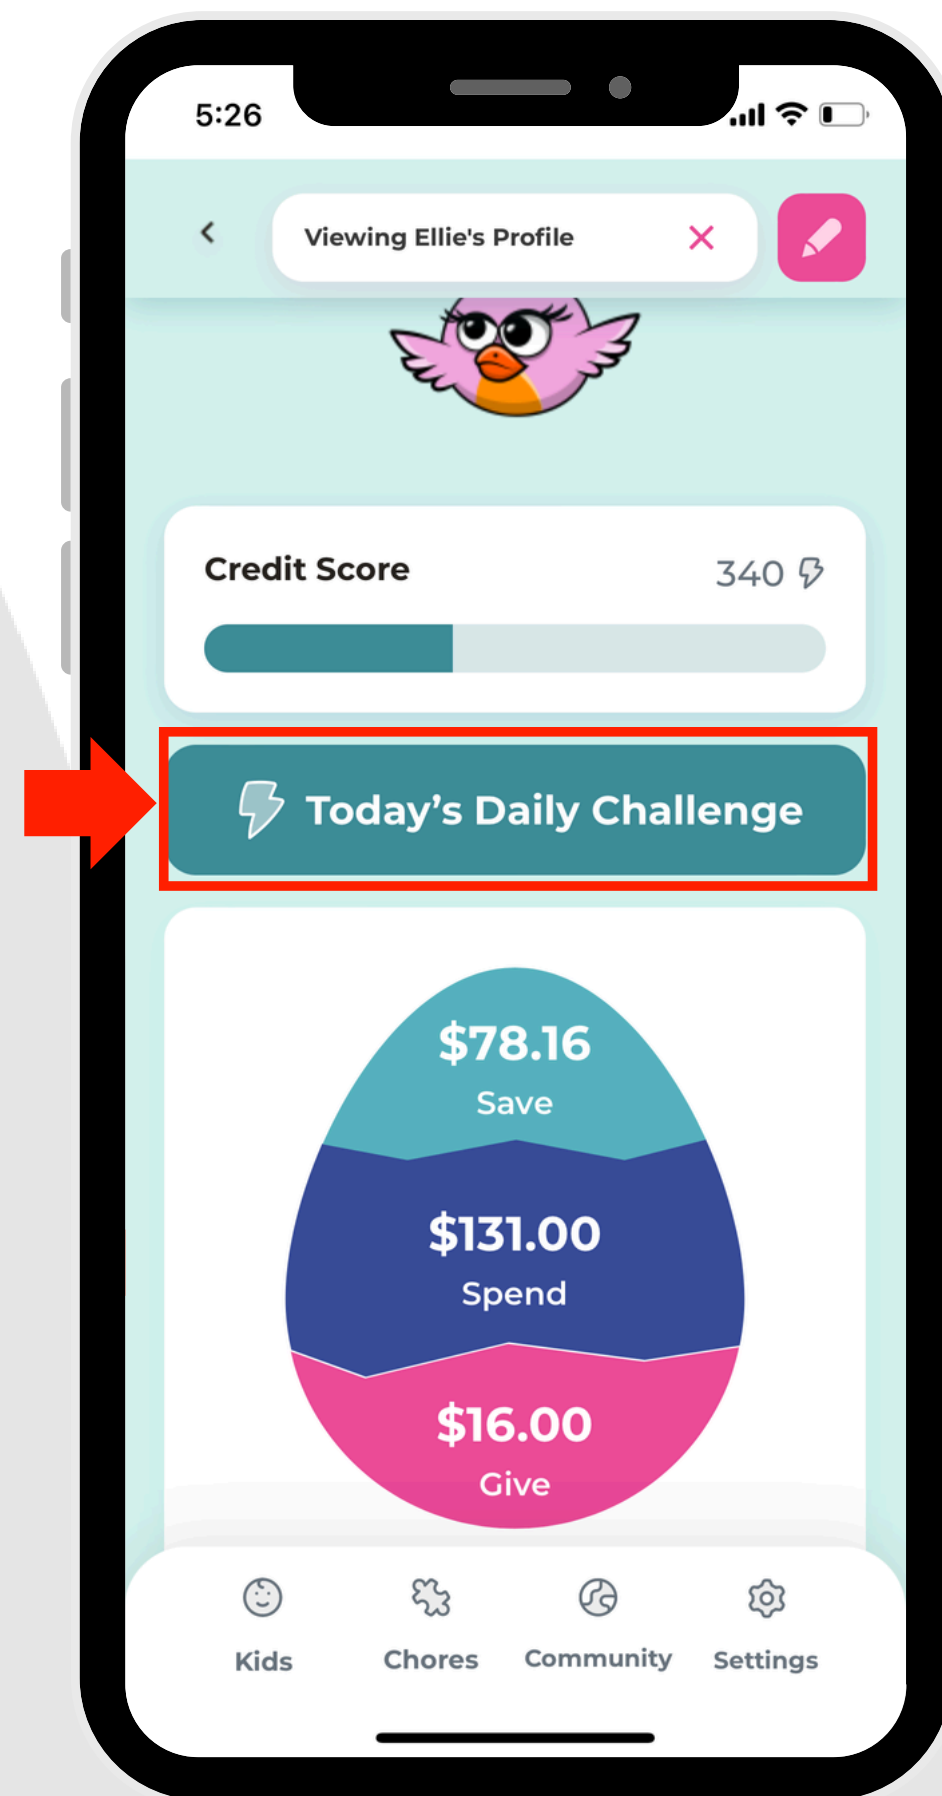 5:26
Viewing Ellie's Profile
Credit Score
340
Today's Daily Challenge
$78.16
Save
$131.00
Spend
$16.00
Give
Kids
Chores
Community
Settings